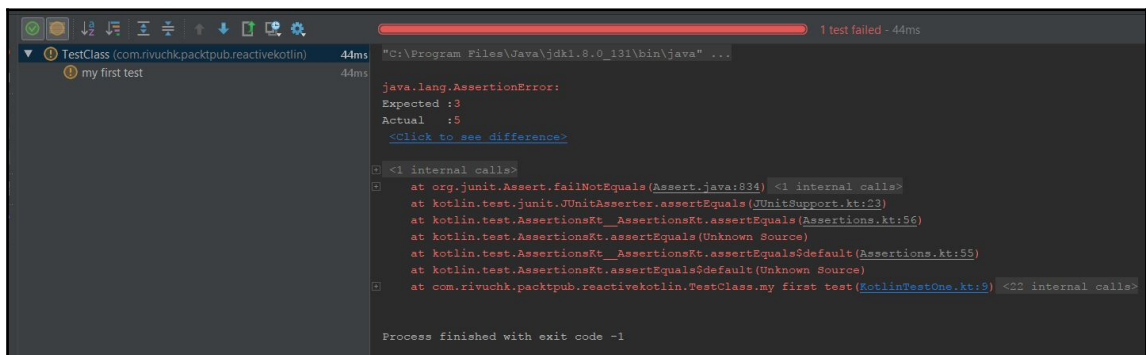 1 test failed - 44ms
TestClass (com.rivuchk.packtpub.reactivekotlin) 44ms
my first test 44ms
"C:\Program Files\Java\jdk1.8.0_131\bin\java" ...
java.lang.AssertionError:
Expected :3
Actual   :5
<Click to see difference>
<1 internal calls>
at org.junit.Assert.failNotEquals(Assert.java:834) <1 internal calls>
at kotlin.test.junit.JUnitAsserter.assertEquals(JUnitSupport.kt:23)
at kotlin.test.AssertionsKt__AssertionsKt.assertEquals(Assertions.kt:56)
at kotlin.test.AssertionsKt.assertEquals(Unknown Source)
at kotlin.test.AssertionsKt__AssertionsKt.assertEquals$default(Assertions.kt:55)
at kotlin.test.AssertionsKt.assertEquals$default(Unknown Source)
at com.rivuchk.packtpub.reactivekotlin.TestClass.my first test(KotlinTestOne.kt:9) <22 internal calls>
Process finished with exit code -1